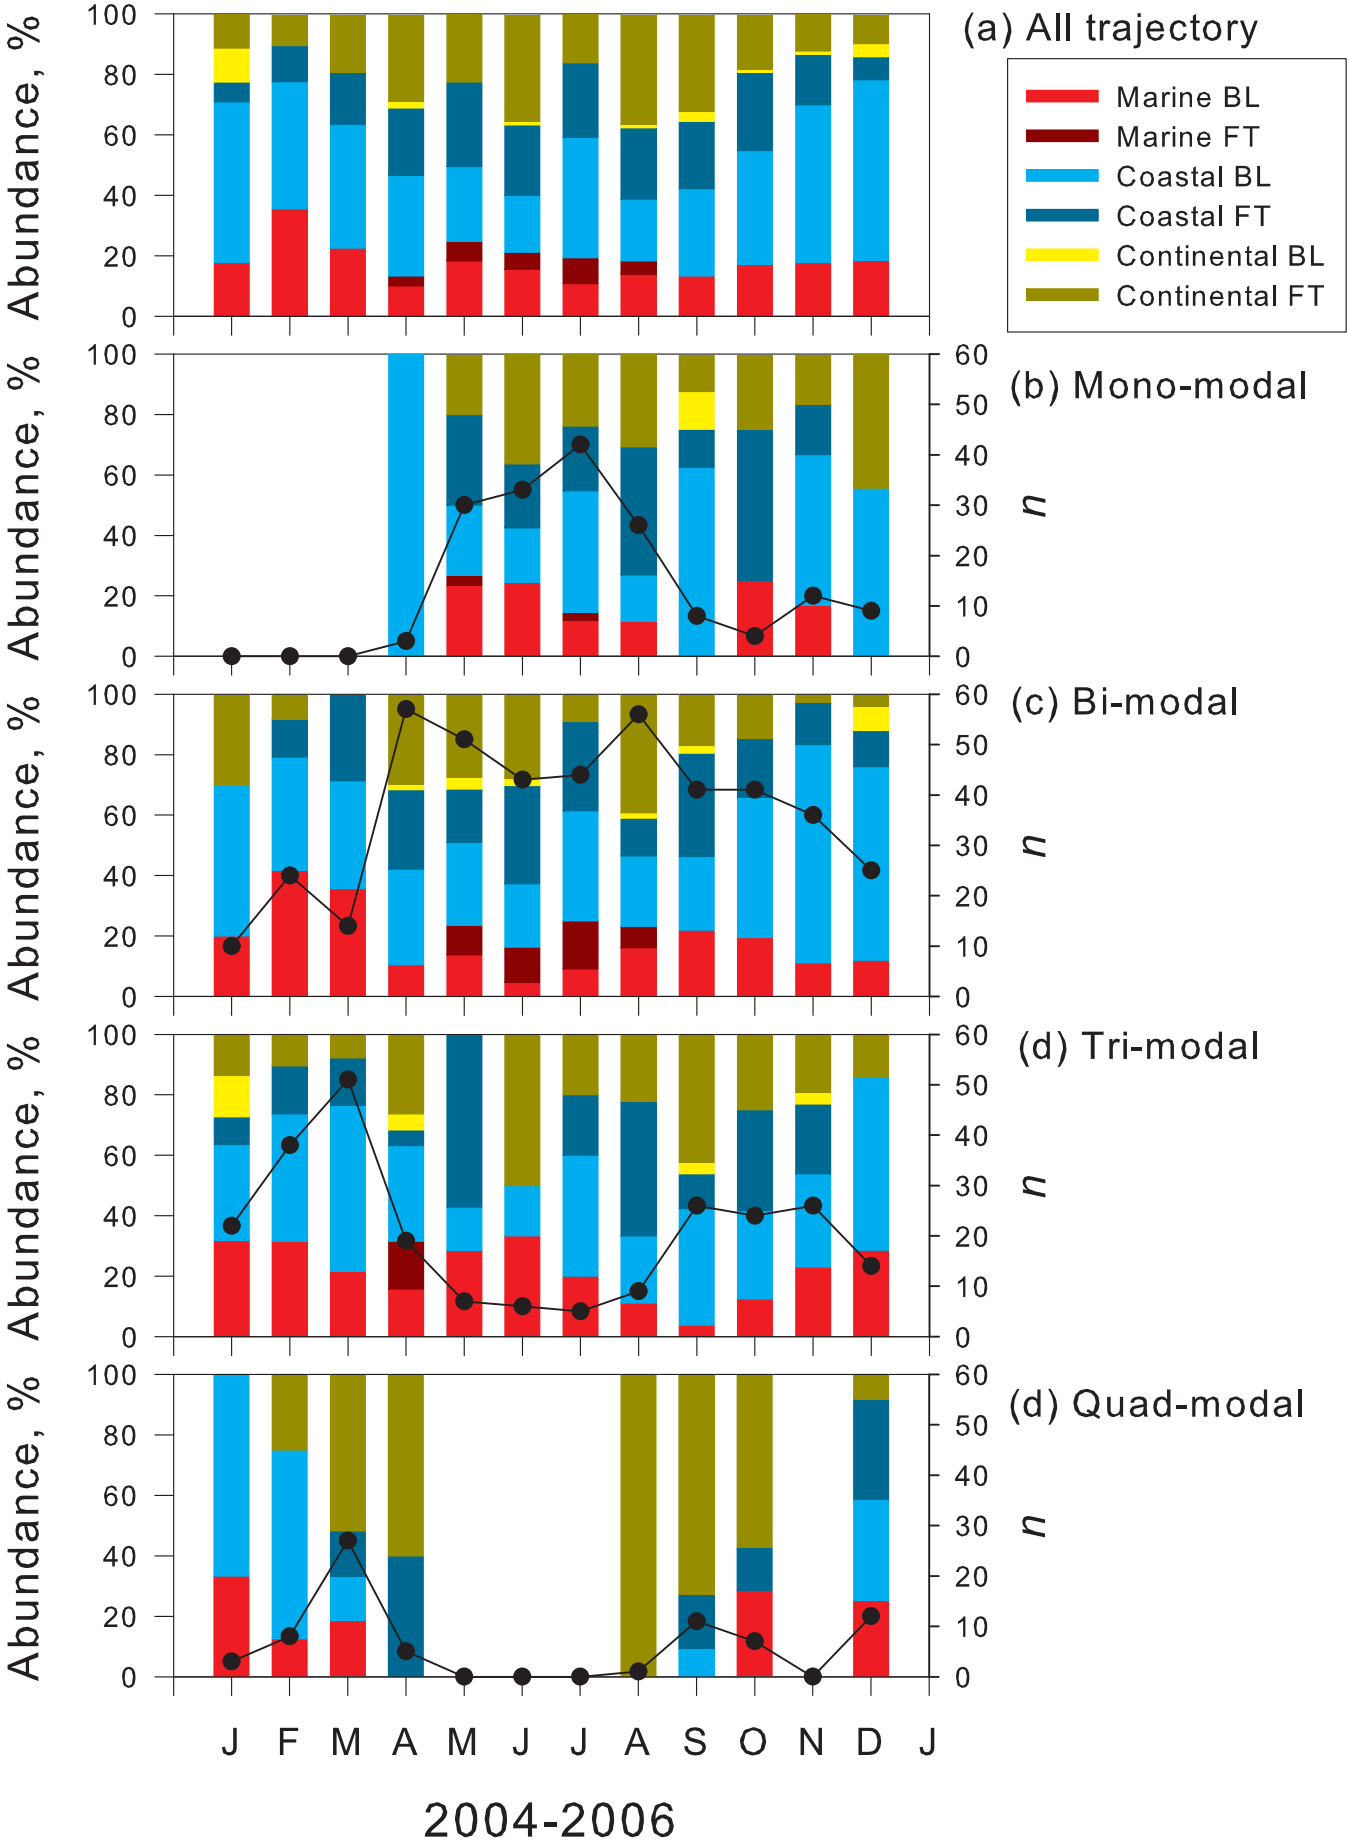 (a) All trajectory
Abundance, %
100
80
60
40
20
0
Marine BL
Marine FT
Coastal BL
Coastal FT
Continental BL
Continental FT
(b) Mono-modal
Abundance, %
100
80
60
40
20
0
60
50
40
30
20
10
0
n
(c) Bi-modal
Abundance, %
100
80
60
40
20
0
60
50
40
30
20
10
0
n
(d) Tri-modal
Abundance, %
100
80
60
40
20
0
60
50
40
30
20
10
0
n
(d) Quad-modal
Abundance, %
100
80
60
40
20
0
60
50
40
30
20
10
0
n
J F M A M J J A S O N D J
2004-2006